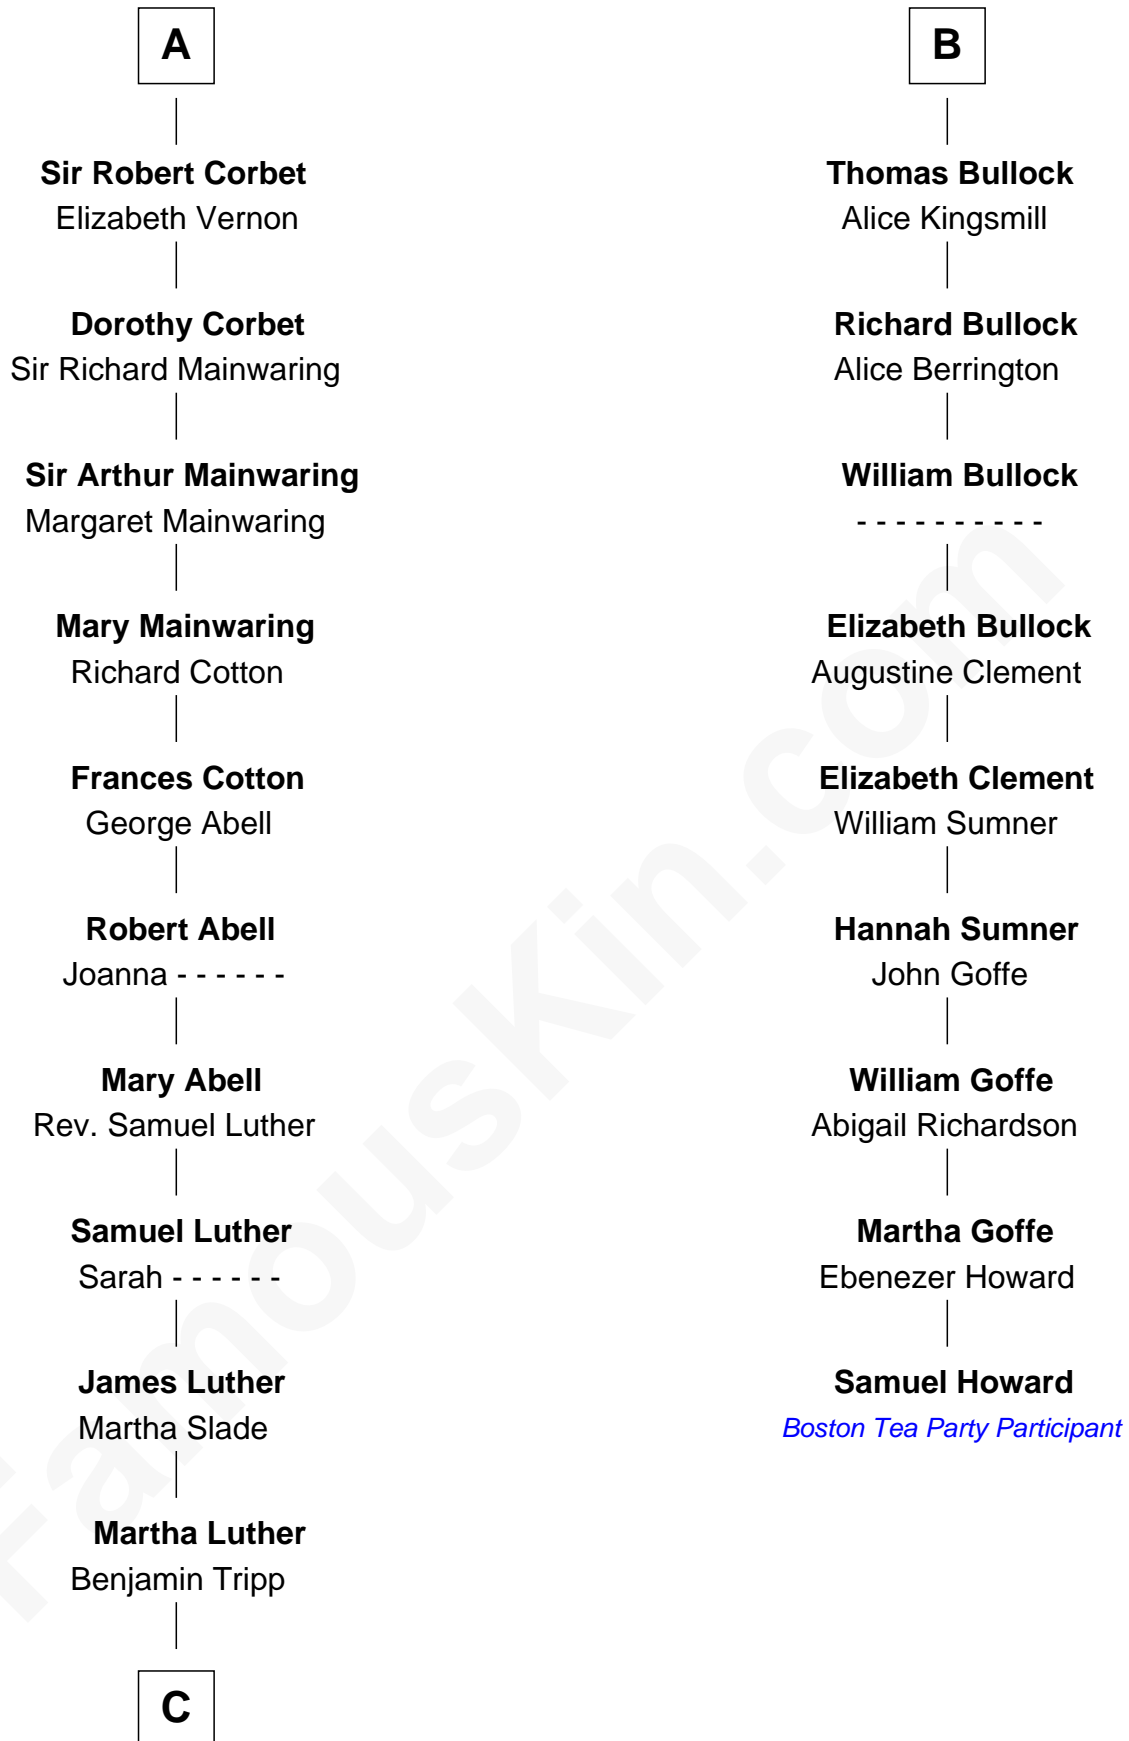 A
Sir Robert Corbet
Elizabeth Vernon
Dorothy Corbet
Sir Richard Mainwaring
Sir Arthur Mainwaring
Margaret Mainwaring
Mary Mainwaring
Richard Cotton
Frances Cotton
George Abell
Robert Abell
Joanna - - - - - -
Mary Abell
Rev. Samuel Luther
Samuel Luther
Sarah - - - - - -
James Luther
Martha Slade
Martha Luther
Benjamin Tripp
C
B
Thomas Bullock
Alice Kingsmill
Richard Bullock
Alice Berrington
William Bullock
- - - - - - - - - -
Elizabeth Bullock
Augustine Clement
Elizabeth Clement
William Sumner
Hannah Sumner
John Goffe
William Goffe
Abigail Richardson
Martha Goffe
Ebenezer Howard
Samuel Howard
Boston Tea Party Participant
FamousKin.com